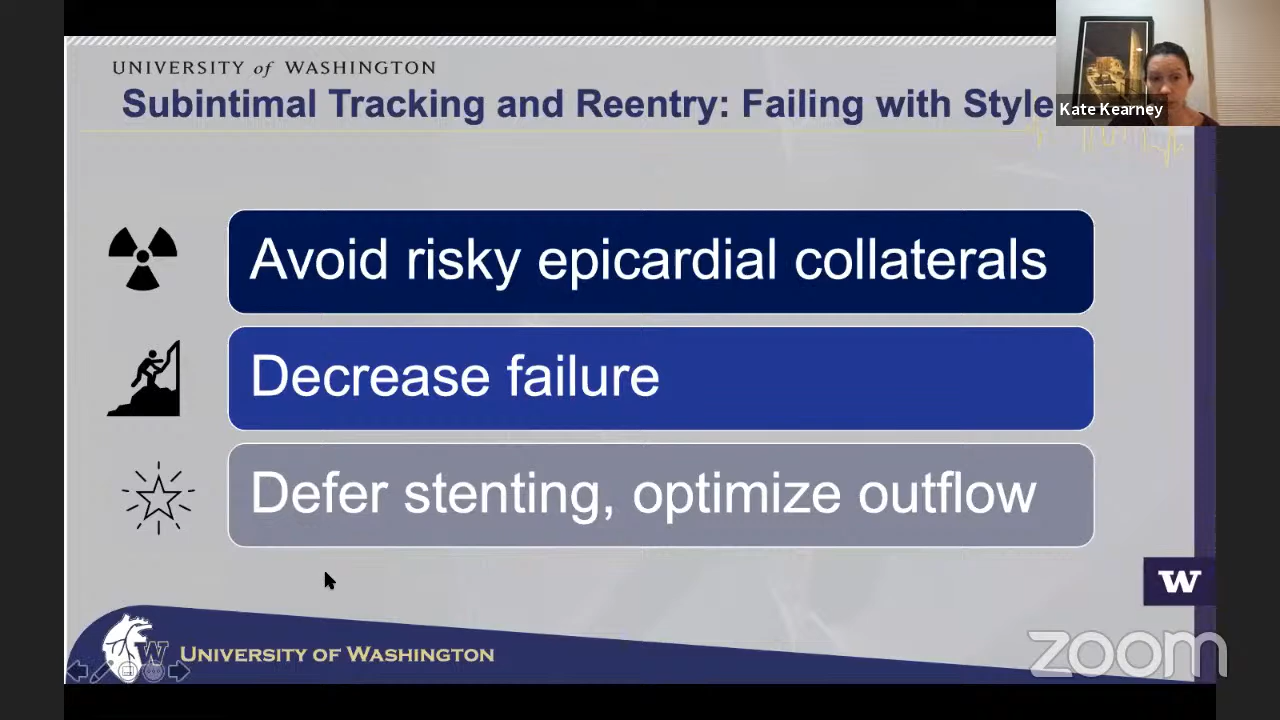 UNIVERSITY of WASHINGTON
Subintimal Tracking and Reentry: Failing with Style
Kate Kearney
Avoid risky epicardial collaterals
Decrease failure
Defer stenting, optimize outflow
W
W
UNIVERSITY OF WASHINGTON
zoom